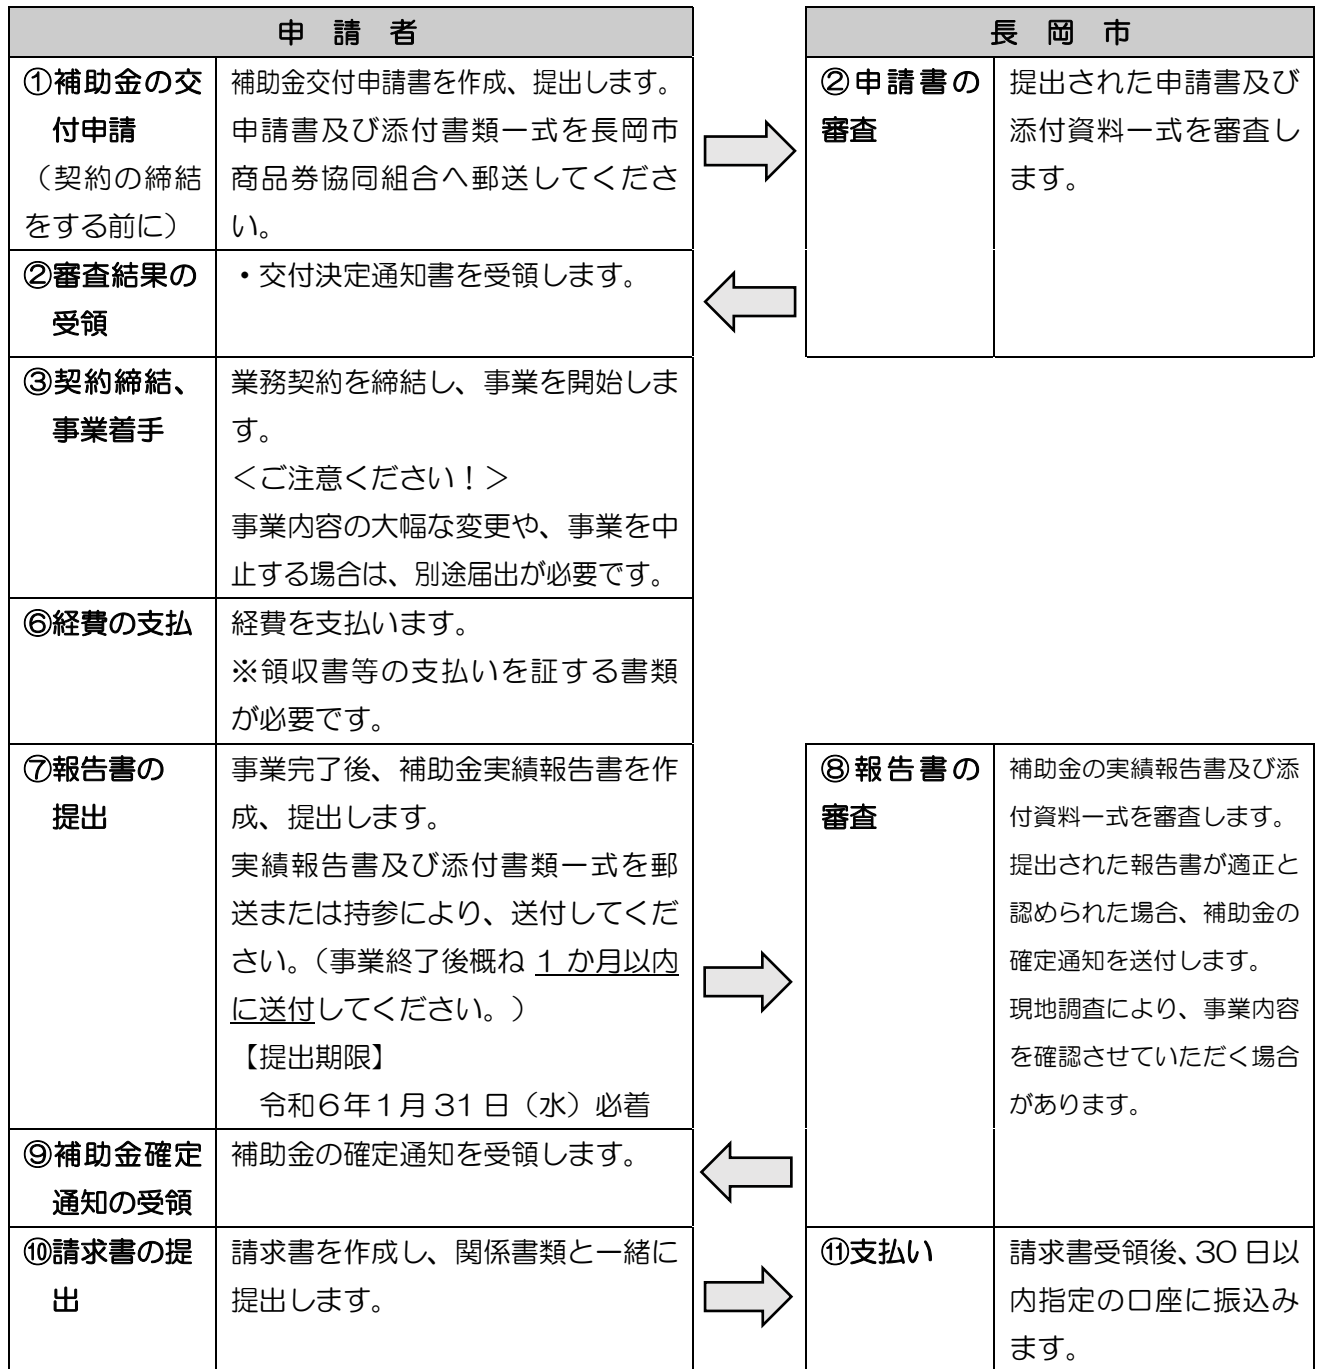 申　請　者
長　岡　市
①補助金の交
付申請
（契約の締結
をする前に）
補助金交付申請書を作成、提出します。
申請書及び添付書類一式を長岡市
商品券協同組合へ郵送してくださ
い。
②申請書の
審査
提出された申請書及び
添付資料一式を審査し
ます。
②審査結果の
受領
・交付決定通知書を受領します。
③契約締結、
事業着手
業務契約を締結し、事業を開始しま
す。
＜ご注意ください！＞
事業内容の大幅な変更や、事業を中
止する場合は、別途届出が必要です。
⑥経費の支払
経費を支払います。
※領収書等の支払いを証する書類
が必要です。
⑦報告書の
提出
事業完了後、補助金実績報告書を作
成、提出します。
実績報告書及び添付書類一式を郵
送または持参により、送付してくだ
さい。（事業終了後概ね 1 か月以内
に送付してください。）
【提出期限】
令和６年１月 31 日（水）必着
⑧報告書の
審査
補助金の実績報告書及び添
付資料一式を審査します。
提出された報告書が適正と
認められた場合、補助金の
確定通知を送付します。
現地調査により、事業内容
を確認させていただく場合
があります。
⑨補助金確定
通知の受領
補助金の確定通知を受領します。
⑩請求書の提
出
請求書を作成し、関係書類と一緒に
提出します。
⑪支払い
請求書受領後、30 日以
内指定の口座に振込み
ます。